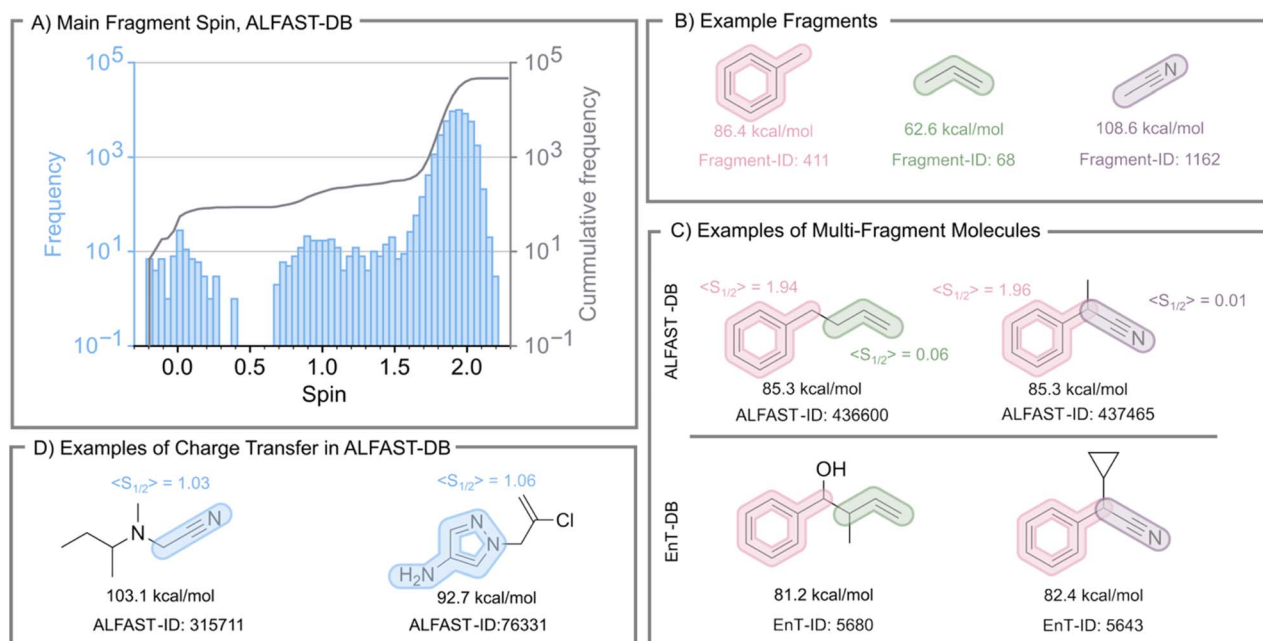 A) Main Fragment Spin, ALFAST-DB
10^5
10^3
10^1
10^−1
Frequency
10^5
10^3
10^1
10^−1
Cummulative frequency
0.0 0.5 1.0 1.5 2.0
Spin
B) Example Fragments
N
86.4 kcal/mol 62.6 kcal/mol 108.6 kcal/mol
Fragment-ID: 411 Fragment-ID: 68 Fragment-ID: 1162
C) Examples of Multi-Fragment Molecules
ALFAST-DB
<S1/2> = 1.94 <S1/2> = 1.96 <S1/2> = 0.01
N
<S1/2> = 0.06
85.3 kcal/mol 85.3 kcal/mol
ALFAST-ID: 436600 ALFAST-ID: 437465
EnT-DB
OH
N
81.2 kcal/mol 82.4 kcal/mol
EnT-ID: 5680 EnT-ID: 5643
D) Examples of Charge Transfer in ALFAST-DB
<S1/2> = 1.03 <S1/2> = 1.06
N N N N Cl
H2N
103.1 kcal/mol 92.7 kcal/mol
ALFAST-ID: 315711 ALFAST-ID:76331